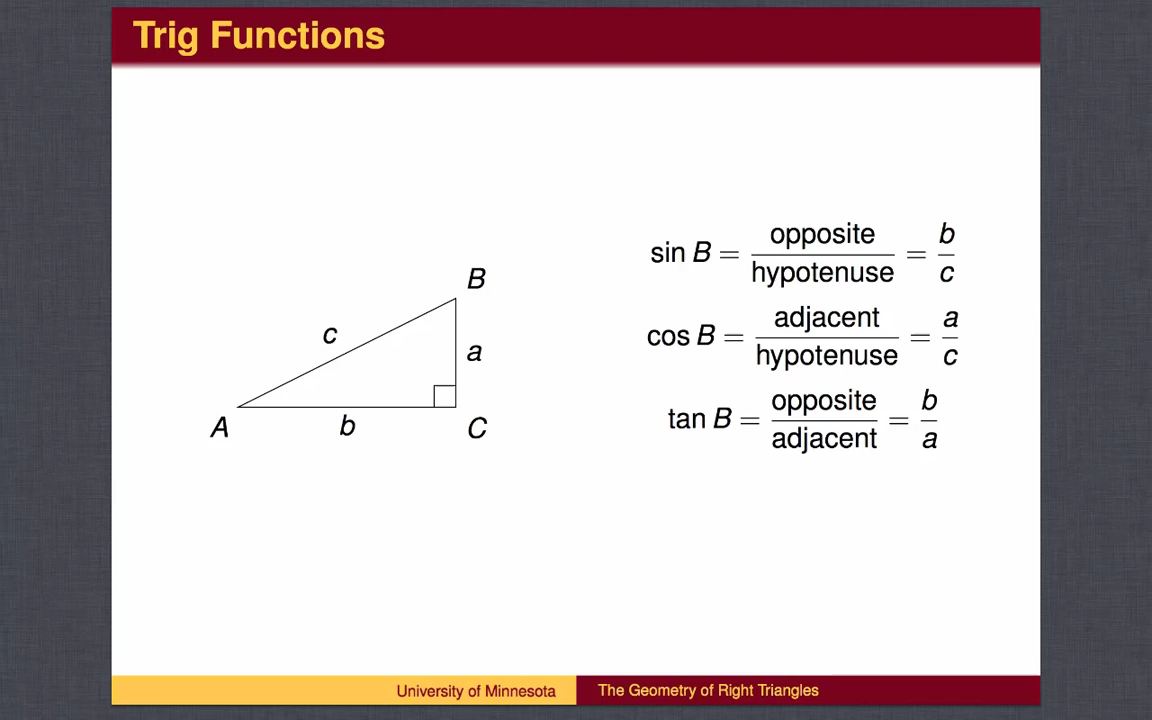 Trig Functions
sin B = opposite/hypotenuse = b/c
cos B = adjacent/hypotenuse = a/c
tan B = opposite/adjacent = b/a
B
c
a
A
b
C
University of Minnesota
The Geometry of Right Triangles